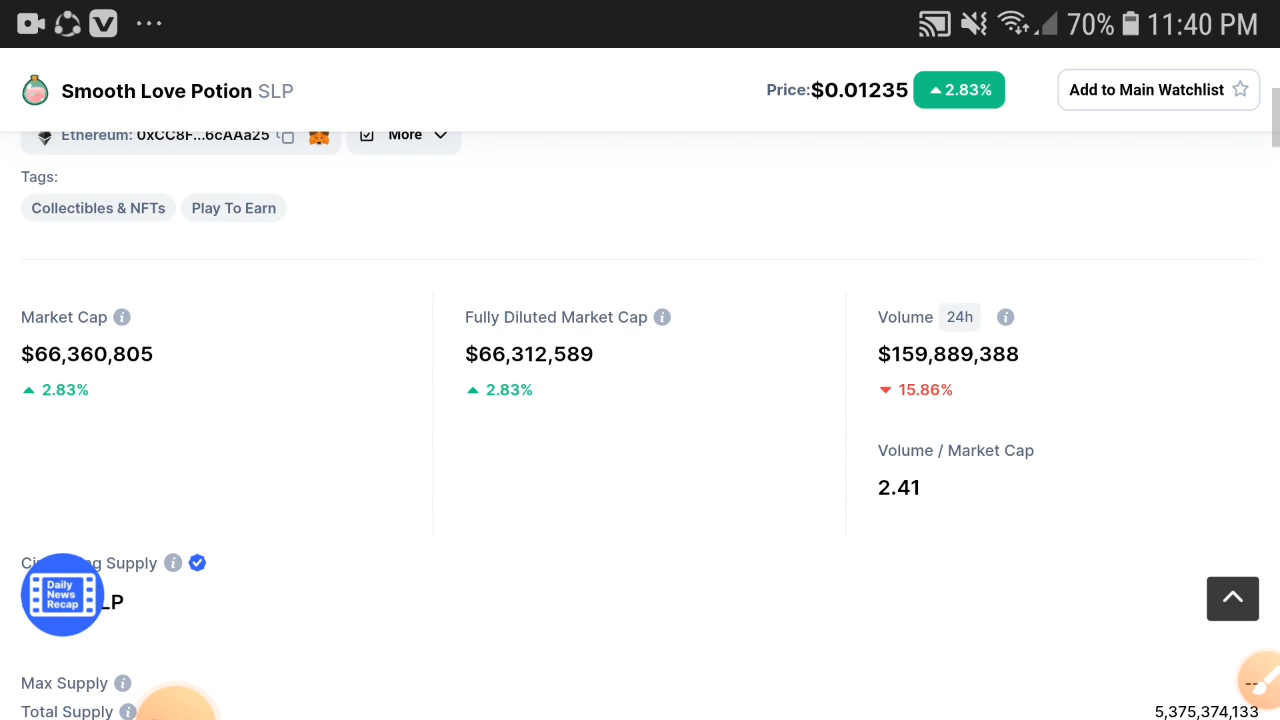 70% 11:40 PM
Smooth Love Potion SLP
Price:$0.01235 2.83%
Add to Main Watchlist
Ethereum: 0xCC8F...6cAAa25
More
Tags:
Collectibles & NFTs
Play To Earn
Market Cap
$66,360,805
2.83%
Fully Diluted Market Cap
$66,312,589
2.83%
Volume 24h
$159,889,388
15.86%
Volume / Market Cap
2.41
Supply
Daily
News
Recap
Max Supply
--
Total Supply
5,375,374,133